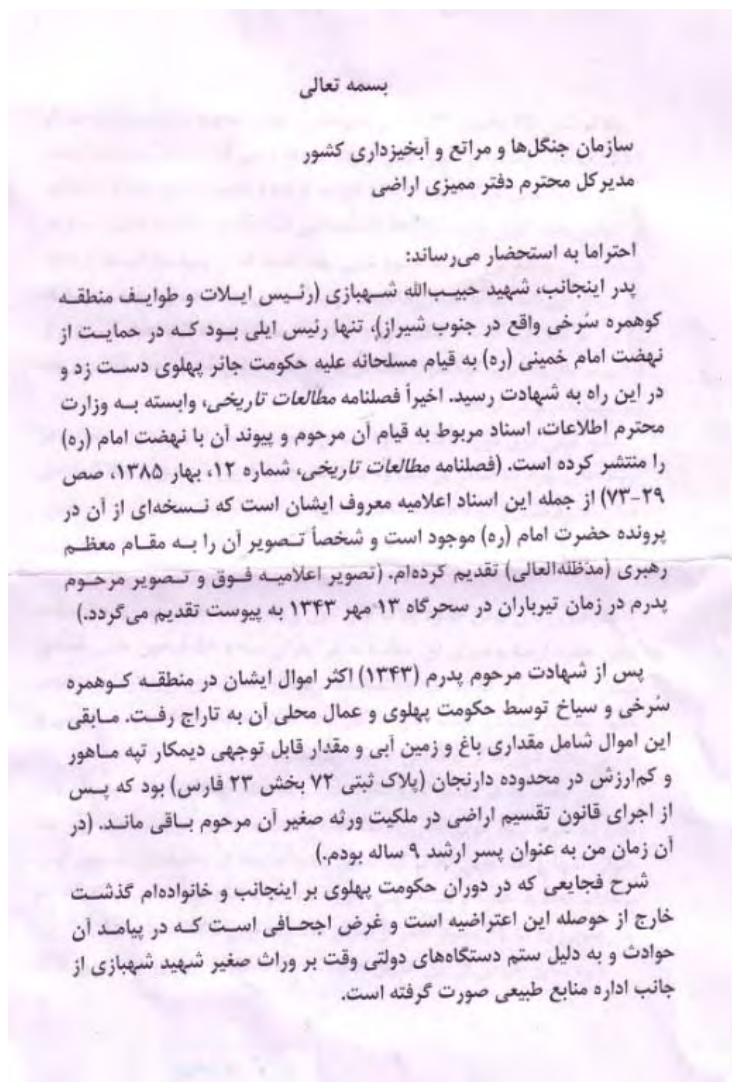 بسمه تعالی
سازمان جنگل‌ها و مراتع و آبخیزداری کشور
مدیر کل محترم دفتر ممیزی اراضی
احتراما به استحضار می‌رساند:
پدر اینجانب، شهید حبیب‌الله شهبازی (رئیس ایلات و طوایف منطقه
کوهمره سُرخی واقع در جنوب شیراز)، تنها رئیس ایلی بود که در حمایت از
نهضت امام خمینی (ره) به قیام مسلحانه علیه حکومت جائر پهلوی دست زد و
در این راه به شهادت رسید. اخیراً فصلنامه مطالعات تاریخی، وابسته به وزارت
محترم اطلاعات، اسناد مربوط به قیام آن مرحوم و پیوند آن با نهضت امام (ره)
را منتشر کرده است. (فصلنامه مطالعات تاریخی، شماره ۱۲، بهار ۱۳۸۵، صص
۲۹-۷۳) از جمله این اسناد اعلامیه معروف ایشان است که نسخه‌ای از آن در
پرونده حضرت امام (ره) موجود است و شخصاً تصویر آن را به مقام معظم
رهبری (مدظله‌العالی) تقدیم کرده‌ام. (تصویر اعلامیه فوق و تصویر مرحوم
پدرم در زمان تیرباران در سحرگاه ۱۳ مهر ۱۳۴۳ به پیوست تقدیم می‌گردد.)
پس از شهادت مرحوم پدرم (۱۳۴۳) اکثر اموال ایشان در منطقه کوهمره
سُرخی و سیاخ توسط حکومت پهلوی و عمال محلی آن به تاراج رفت. مابقی
این اموال شامل مقداری باغ و زمین آبی و مقدار قابل توجهی دیمکار تپه ماهور
و کم‌ارزش در محدوده دارنجان (پلاک ثبتی ۷۲ بخش ۲۳ فارس) بود که پس
از اجرای قانون تقسیم اراضی در ملکیت ورثه صغیر آن مرحوم باقی ماند. (در
آن زمان من به عنوان پسر ارشد ۹ ساله بودم.)
شرح فجایعی که در دوران حکومت پهلوی بر اینجانب و خانواده‌ام گذشت
خارج از حوصله این اعتراضیه است و غرض اجحافی است که در پیامد آن
حوادث و به دلیل ستم دستگاه‌های دولتی وقت بر وراث صغیر شهید شهبازی از
جانب اداره منابع طبیعی صورت گرفته است.